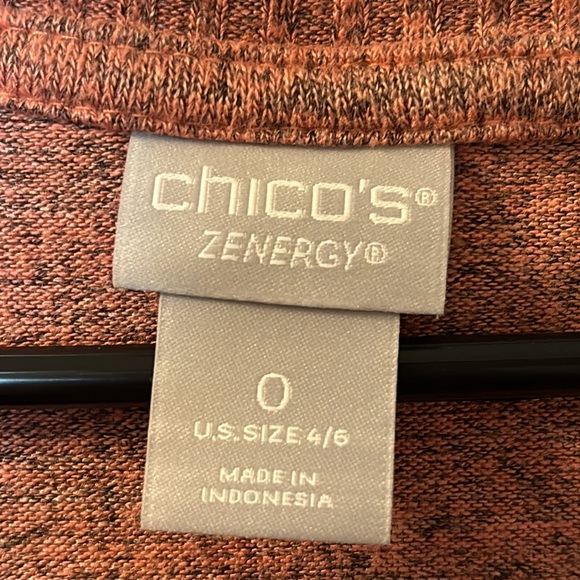 chico's®
ZENERGY®
0
U.S. SIZE 4/6
MADE IN
INDONESIA